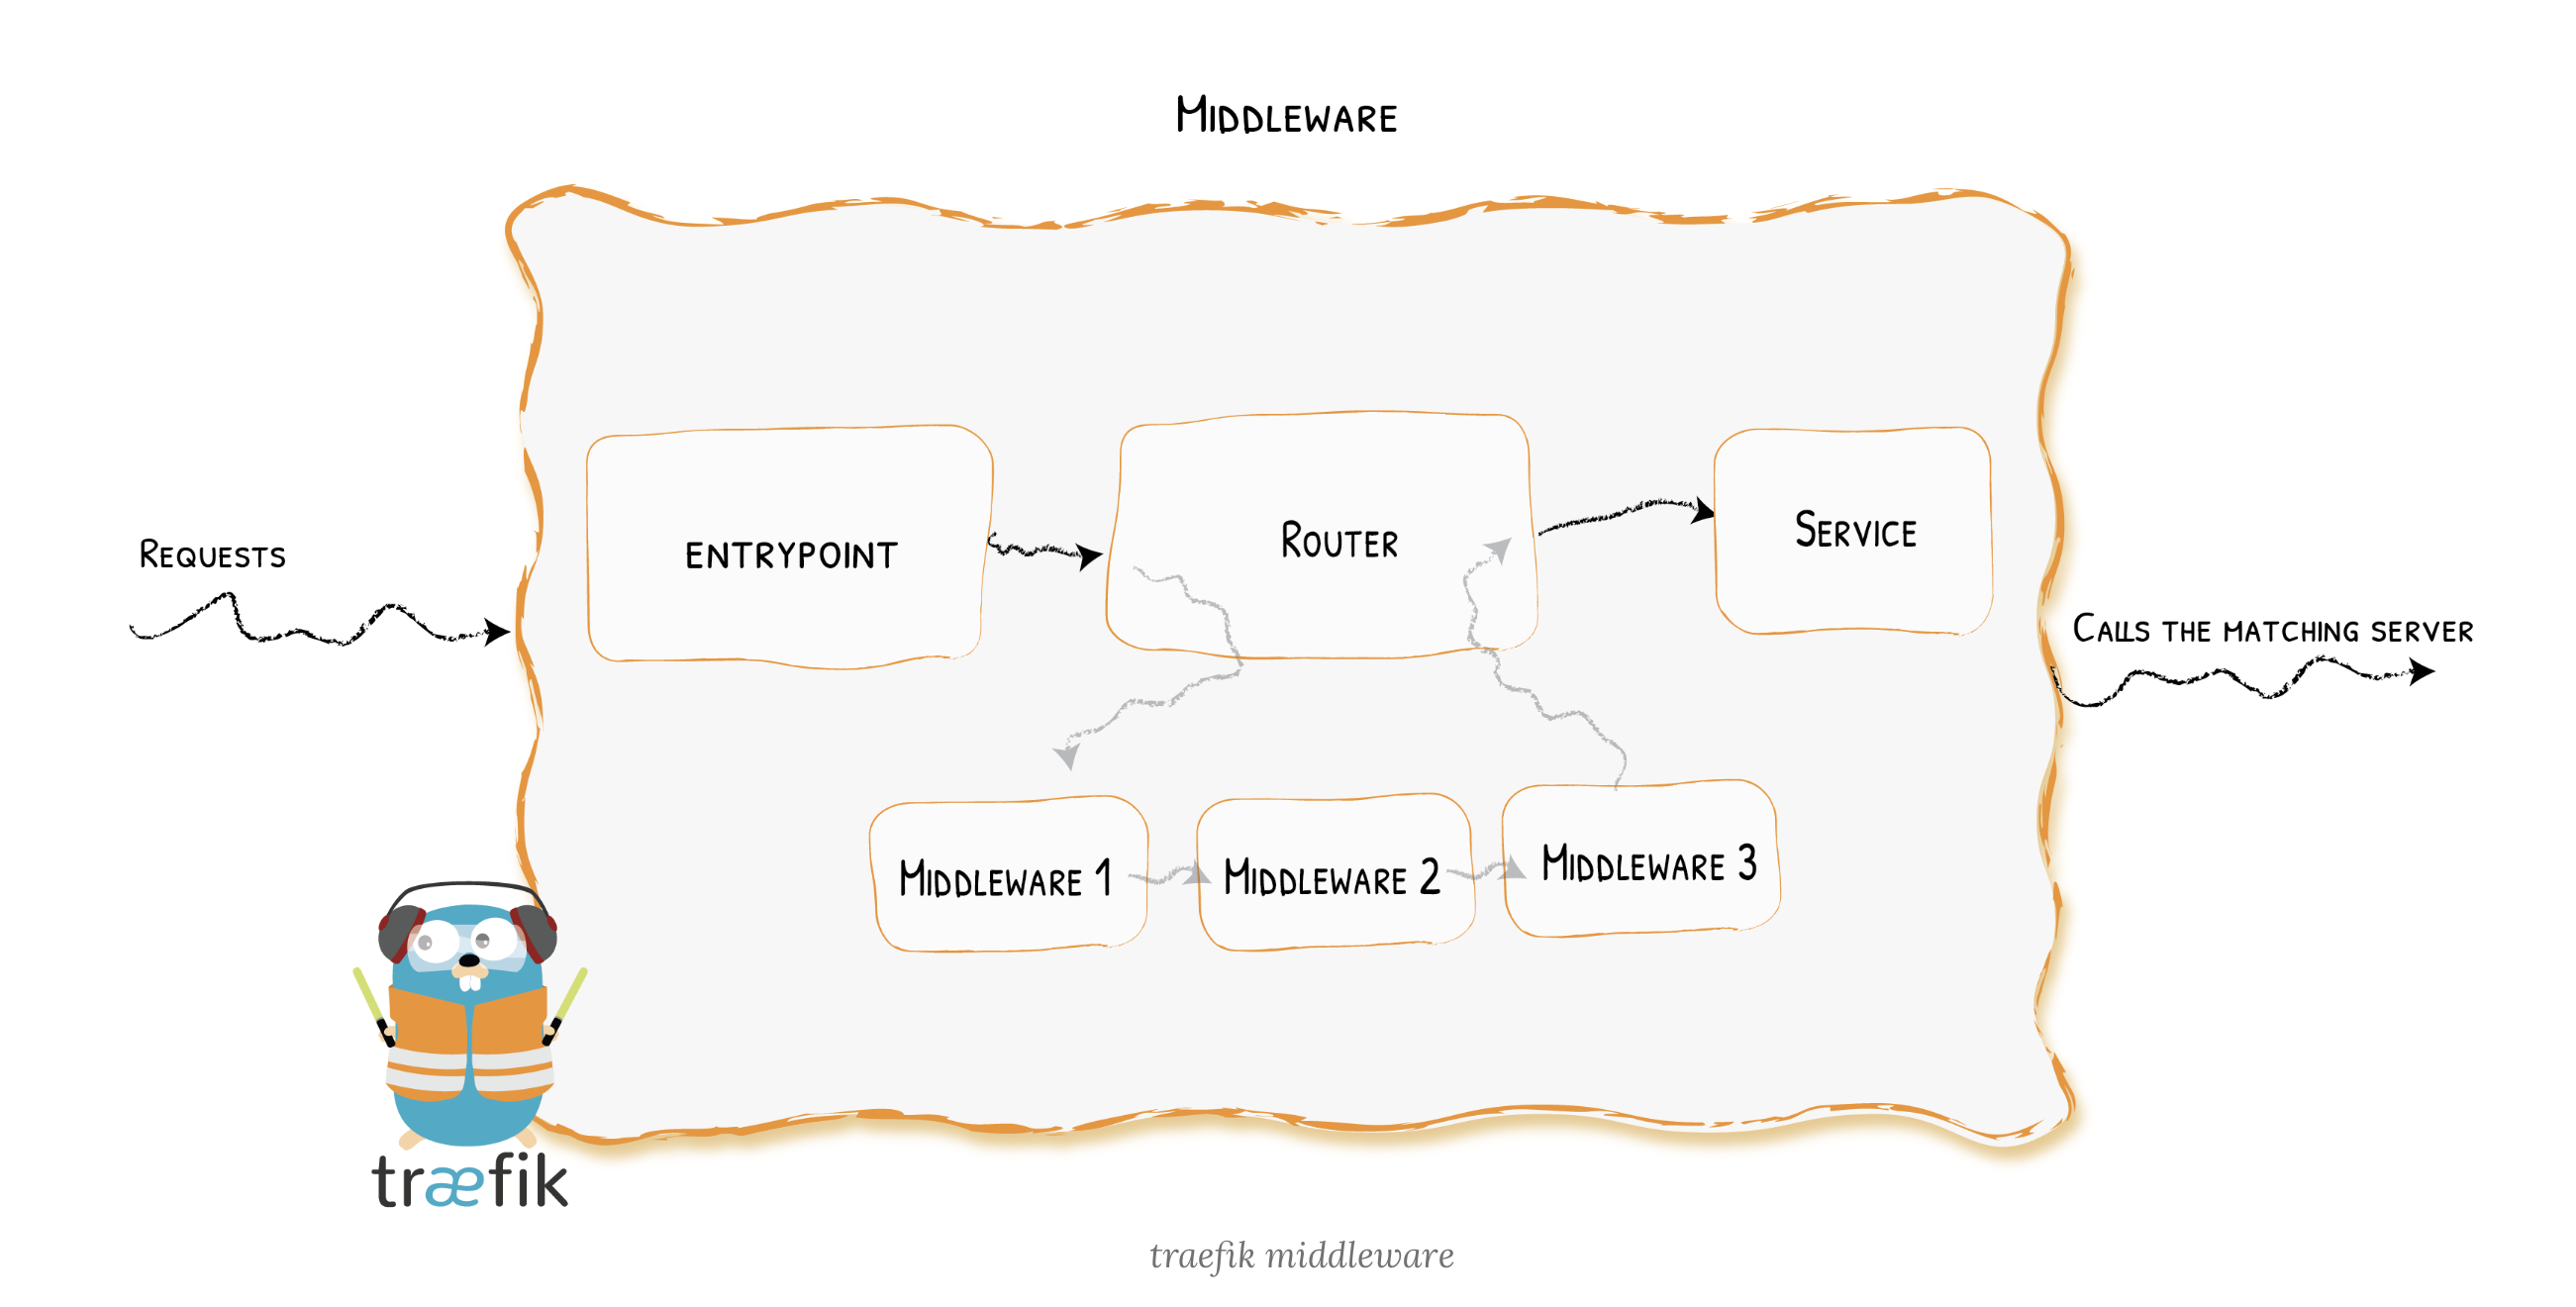 Middleware
Requests
entrypoint
Router
Service
Calls the matching server
Middleware 1
Middleware 2
Middleware 3
træfik
traefik middleware